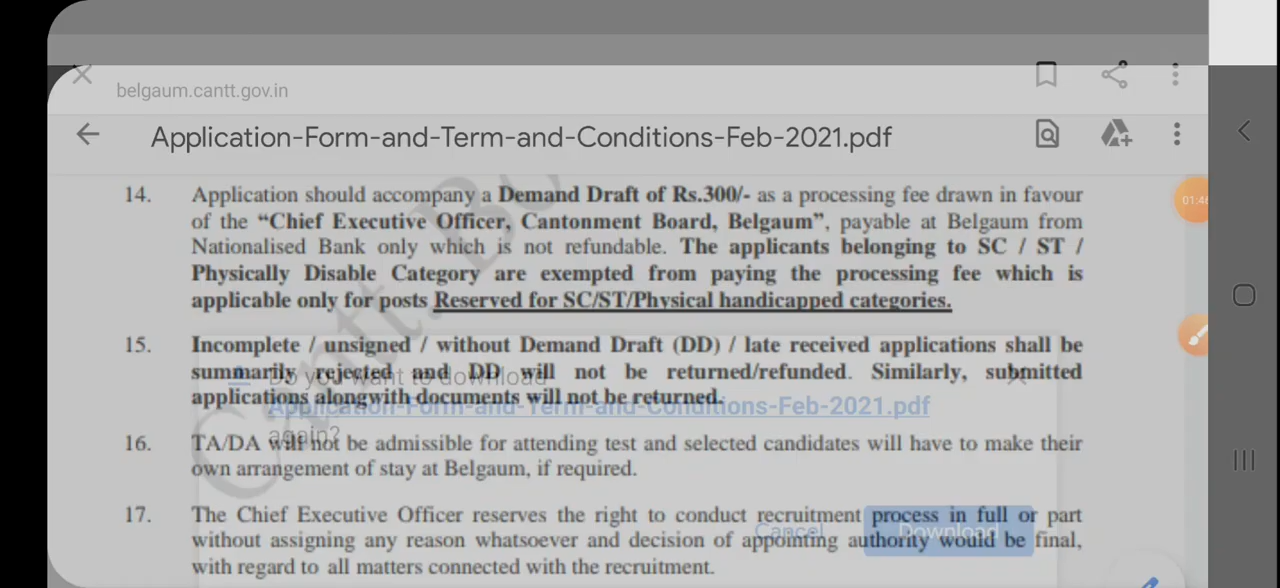 belgaum.cantt.gov.in
Application-Form-and-Term-and-Conditions-Feb-2021.pdf
14. Application should accompany a Demand Draft of Rs.300/- as a processing fee drawn in favour
of the “Chief Executive Officer, Cantonment Board, Belgaum”, payable at Belgaum from
Nationalised Bank only which is not refundable. The applicants belonging to SC / ST /
Physically Disable Category are exempted from paying the processing fee which is
applicable only for posts Reserved for SC/ST/Physical handicapped categories.
15. Incomplete / unsigned / without Demand Draft (DD) / late received applications shall be
summarily rejected and DD will not be returned/refunded. Similarly, submitted
applications alongwith documents will not be returned.
Do you want to download
Application-Form-and-Term-and-Conditions-Feb-2021.pdf
again?
16. TA/DA will not be admissible for attending test and selected candidates will have to make their
own arrangement of stay at Belgaum, if required.
17. The Chief Executive Officer reserves the right to conduct recruitment process in full or part
without assigning any reason whatsoever and decision of appointing authority would be final,
with regard to all matters connected with the recruitment.
Cancel
Download
Cantt. Bo